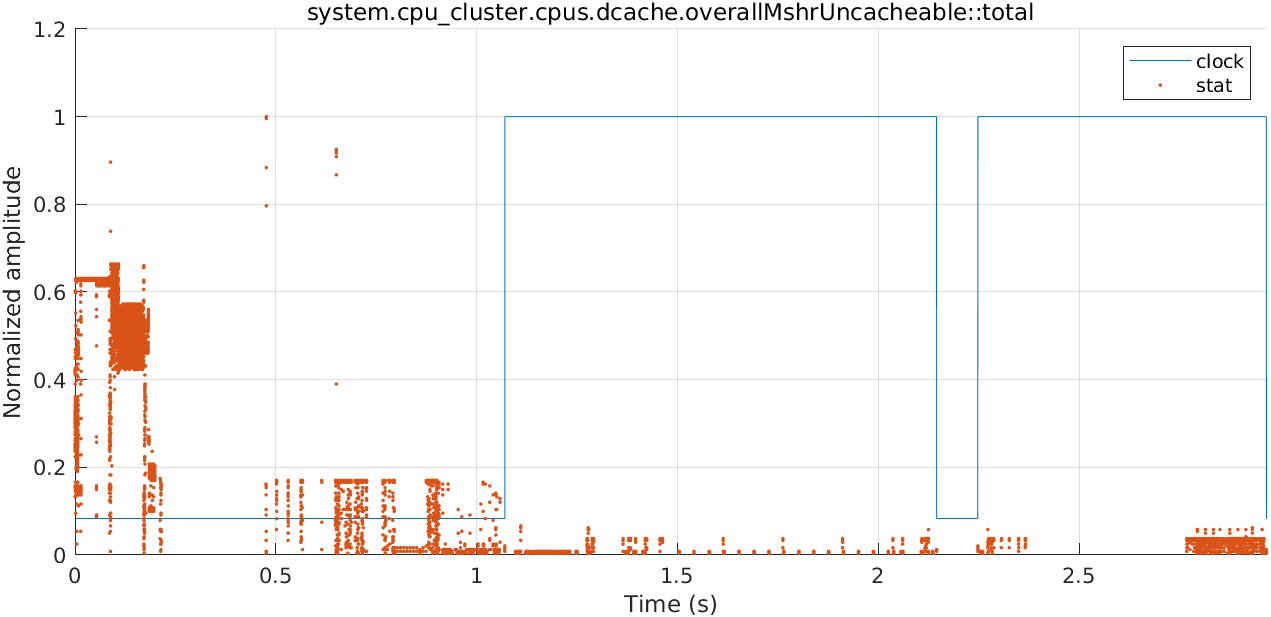 system.cpu_cluster.cpus.dcache.overallMshrUncacheable::total
1.2
clock
stat
1
0.8
Normalized amplitude
0.6
0.4
0.2
0
0 0.5 1 1.5 2 2.5
Time (s)